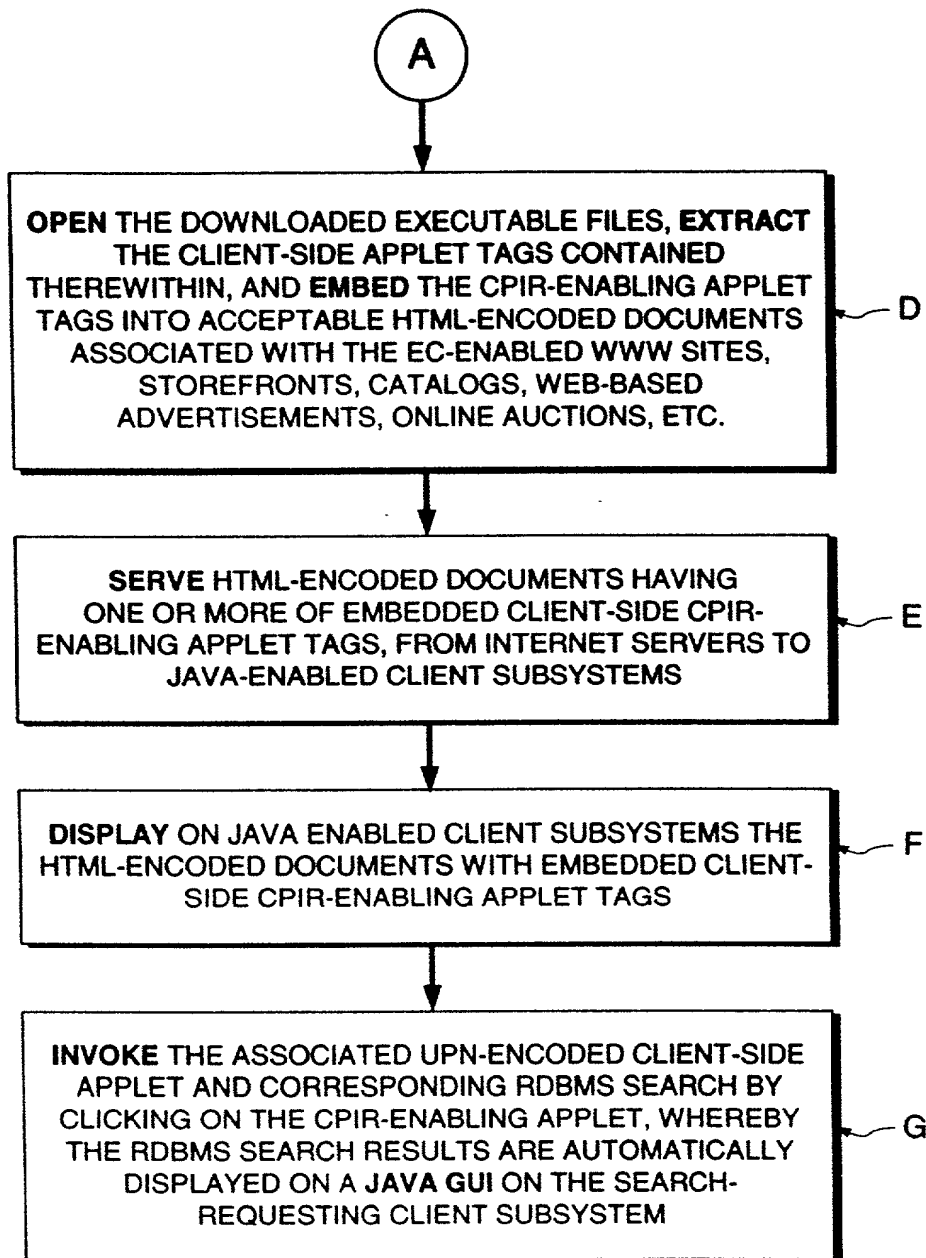 A
OPEN THE DOWNLOADED EXECUTABLE FILES, EXTRACT
THE CLIENT-SIDE APPLET TAGS CONTAINED
THEREWITHIN, AND EMBED THE CPIR-ENABLING APPLET
TAGS INTO ACCEPTABLE HTML-ENCODED DOCUMENTS
ASSOCIATED WITH THE EC-ENABLED WWW SITES,
STOREFRONTS, CATALOGS, WEB-BASED
ADVERTISEMENTS, ONLINE AUCTIONS, ETC.
D
SERVE HTML-ENCODED DOCUMENTS HAVING
ONE OR MORE OF EMBEDDED CLIENT-SIDE CPIR-
ENABLING APPLET TAGS, FROM INTERNET SERVERS TO
JAVA-ENABLED CLIENT SUBSYSTEMS
E
DISPLAY ON JAVA ENABLED CLIENT SUBSYSTEMS THE
HTML-ENCODED DOCUMENTS WITH EMBEDDED CLIENT-
SIDE CPIR-ENABLING APPLET TAGS
F
INVOKE THE ASSOCIATED UPN-ENCODED CLIENT-SIDE
APPLET AND CORRESPONDING RDBMS SEARCH BY
CLICKING ON THE CPIR-ENABLING APPLET, WHEREBY
THE RDBMS SEARCH RESULTS ARE AUTOMATICALLY
DISPLAYED ON A JAVA GUI ON THE SEARCH-
REQUESTING CLIENT SUBSYSTEM
G